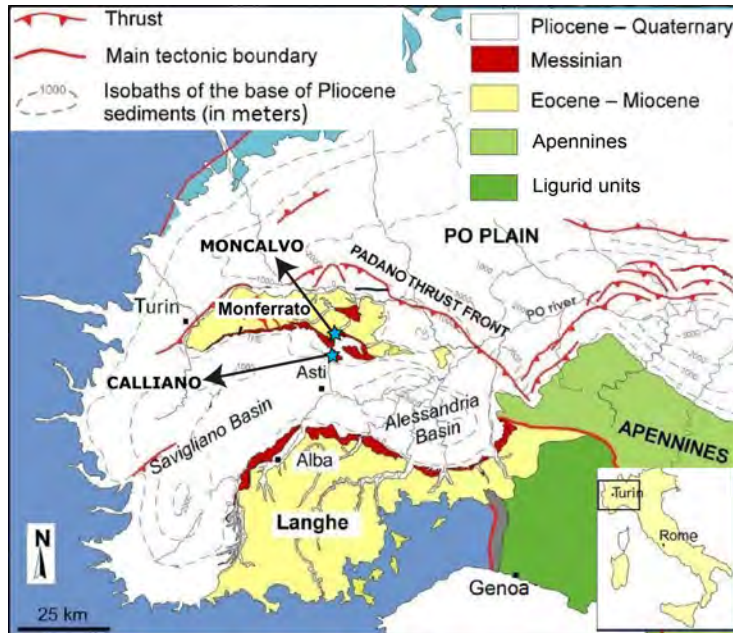 Thrust
Main tectonic boundary
1000
Isobaths of the base of Pliocene
sediments (in meters)
Pliocene – Quaternary
Messinian
Eocene – Miocene
Apennines
Ligurid units
MONCALVO
PO PLAIN
PADANO THRUST FRONT
PO river
Turin
Monferrato
CALLIANO
Asti
Savigliano Basin
Alessandria
Basin
APENNINES
Alba
Langhe
Genoa
N
25 km
Turin
Rome